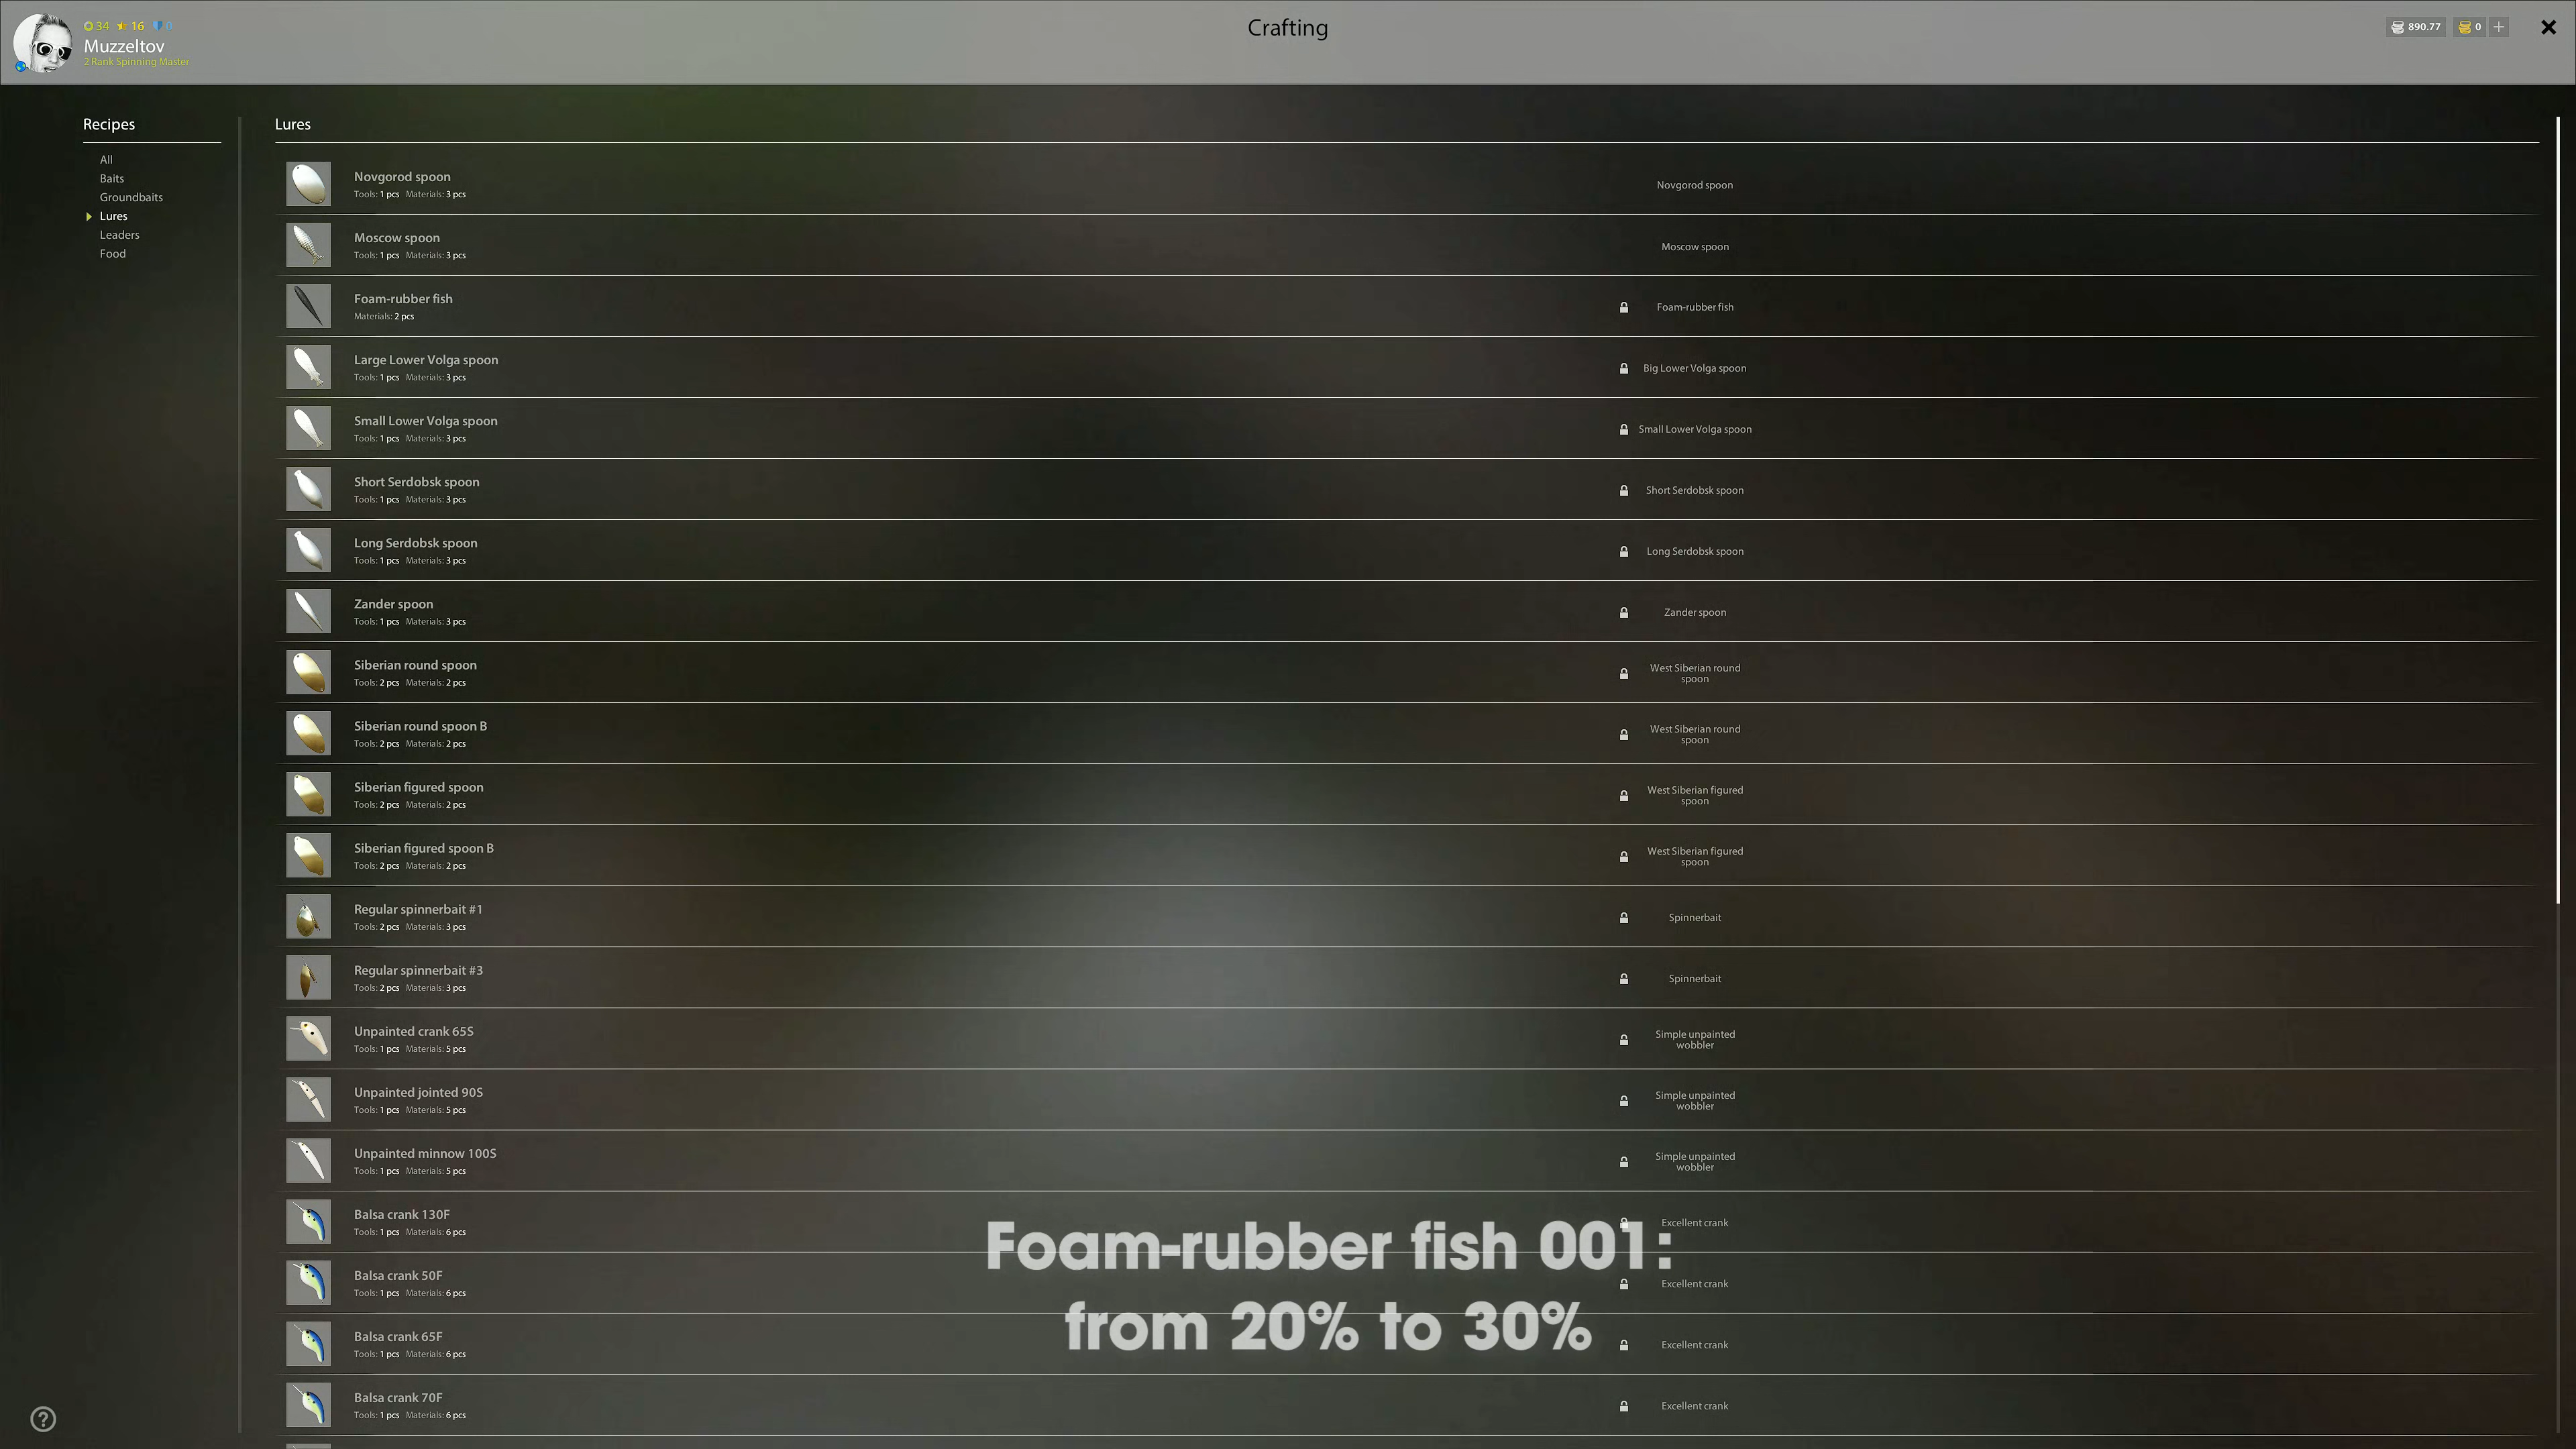 34 16 0
Muzzeltov
2 Rank Spinning Master
Crafting
890.77 0
Recipes
All
Baits
Groundbaits
Lures
Leaders
Food
Lures
Novgorod spoon
Tools: 1 pcs Materials: 3 pcs
Novgorod spoon
Moscow spoon
Tools: 1 pcs Materials: 3 pcs
Moscow spoon
Foam-rubber fish
Materials: 2 pcs
Foam-rubber fish
Large Lower Volga spoon
Tools: 1 pcs Materials: 3 pcs
Big Lower Volga spoon
Small Lower Volga spoon
Tools: 1 pcs Materials: 3 pcs
Small Lower Volga spoon
Short Serdobsk spoon
Tools: 1 pcs Materials: 3 pcs
Short Serdobsk spoon
Long Serdobsk spoon
Tools: 1 pcs Materials: 3 pcs
Long Serdobsk spoon
Zander spoon
Tools: 1 pcs Materials: 3 pcs
Zander spoon
Siberian round spoon
Tools: 2 pcs Materials: 2 pcs
West Siberian round
spoon
Siberian round spoon B
Tools: 2 pcs Materials: 2 pcs
West Siberian round
spoon
Siberian figured spoon
Tools: 2 pcs Materials: 2 pcs
West Siberian figured
spoon
Siberian figured spoon B
Tools: 2 pcs Materials: 2 pcs
West Siberian figured
spoon
Regular spinnerbait #1
Tools: 2 pcs Materials: 3 pcs
Spinnerbait
Regular spinnerbait #3
Tools: 2 pcs Materials: 3 pcs
Spinnerbait
Unpainted crank 65S
Tools: 1 pcs Materials: 5 pcs
Simple unpainted
wobbler
Unpainted jointed 90S
Tools: 1 pcs Materials: 5 pcs
Simple unpainted
wobbler
Unpainted minnow 100S
Tools: 1 pcs Materials: 5 pcs
Simple unpainted
wobbler
Balsa crank 130F
Tools: 1 pcs Materials: 6 pcs
Excellent crank
Balsa crank 50F
Tools: 1 pcs Materials: 6 pcs
Excellent crank
Balsa crank 65F
Tools: 1 pcs Materials: 6 pcs
Excellent crank
Balsa crank 70F
Tools: 1 pcs Materials: 6 pcs
Excellent crank
Foam-rubber fish 001:
from 20% to 30%